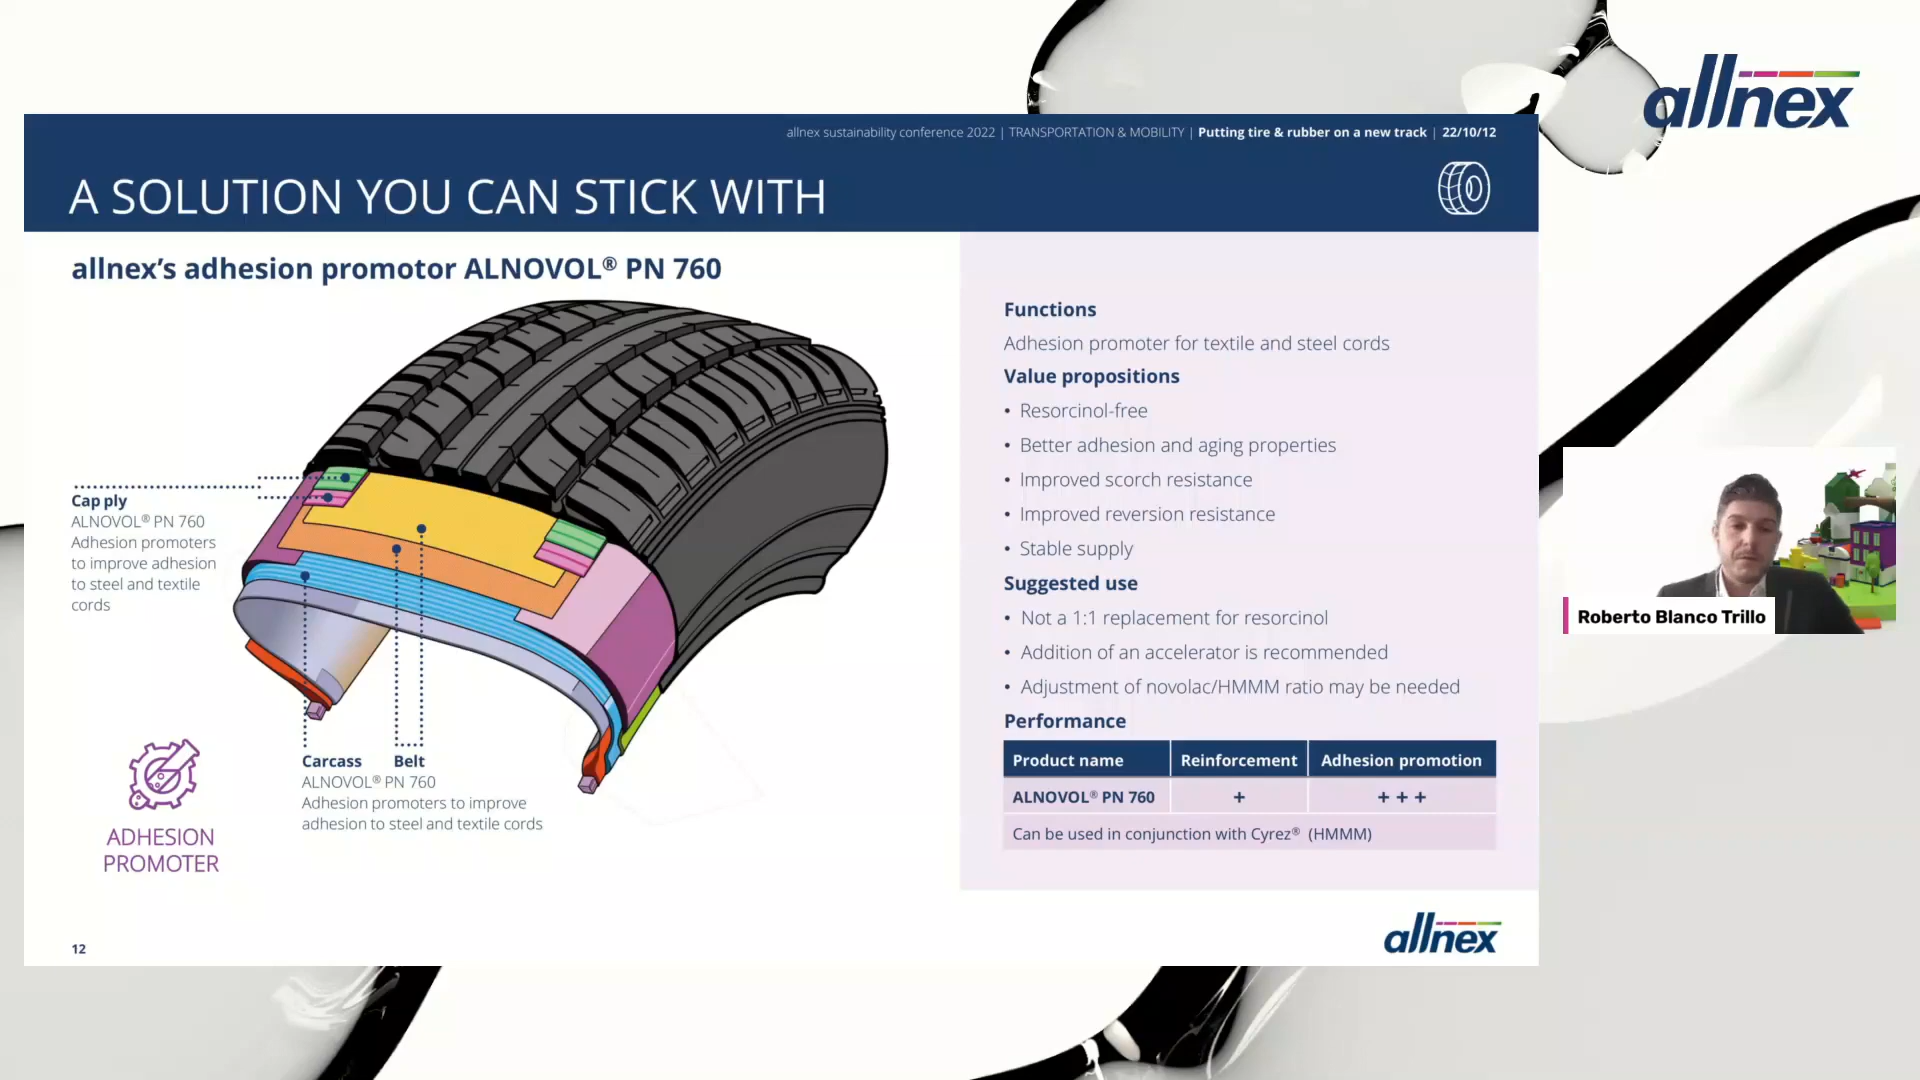 allnex
allnex sustainability conference 2022 | TRANSPORTATION & MOBILITY | Putting tire & rubber on a new track | 22/10/12
A SOLUTION YOU CAN STICK WITH
allnex’s adhesion promotor ALNOVOL® PN 760
Cap ply
ALNOVOL® PN 760
Adhesion promoters
to improve adhesion
to steel and textile
cords
Carcass Belt
ALNOVOL® PN 760
Adhesion promoters to improve
adhesion to steel and textile cords
ADHESION
PROMOTER
Functions
Adhesion promoter for textile and steel cords
Value propositions
• Resorcinol-free
• Better adhesion and aging properties
• Improved scorch resistance
• Improved reversion resistance
• Stable supply
Suggested use
• Not a 1:1 replacement for resorcinol
• Addition of an accelerator is recommended
• Adjustment of novolac/HMMM ratio may be needed
Performance
Product name Reinforcement Adhesion promotion
ALNOVOL® PN 760 + + + +
Can be used in conjunction with Cyrez® (HMMM)
Roberto Blanco Trillo
12
allnex